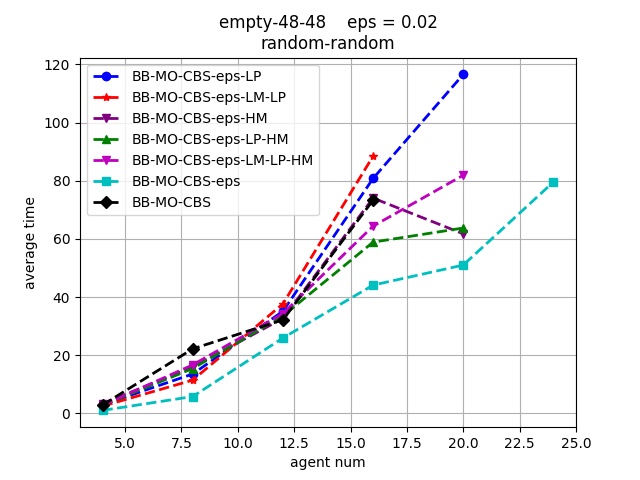 empty-48-48    eps = 0.02
random-random
120
100
80
60
40
20
0
average time
BB-MO-CBS-eps-LP
BB-MO-CBS-eps-LM-LP
BB-MO-CBS-eps-HM
BB-MO-CBS-eps-LP-HM
BB-MO-CBS-eps-LM-LP-HM
BB-MO-CBS-eps
BB-MO-CBS
5.0 7.5 10.0 12.5 15.0 17.5 20.0 22.5 25.0
agent num